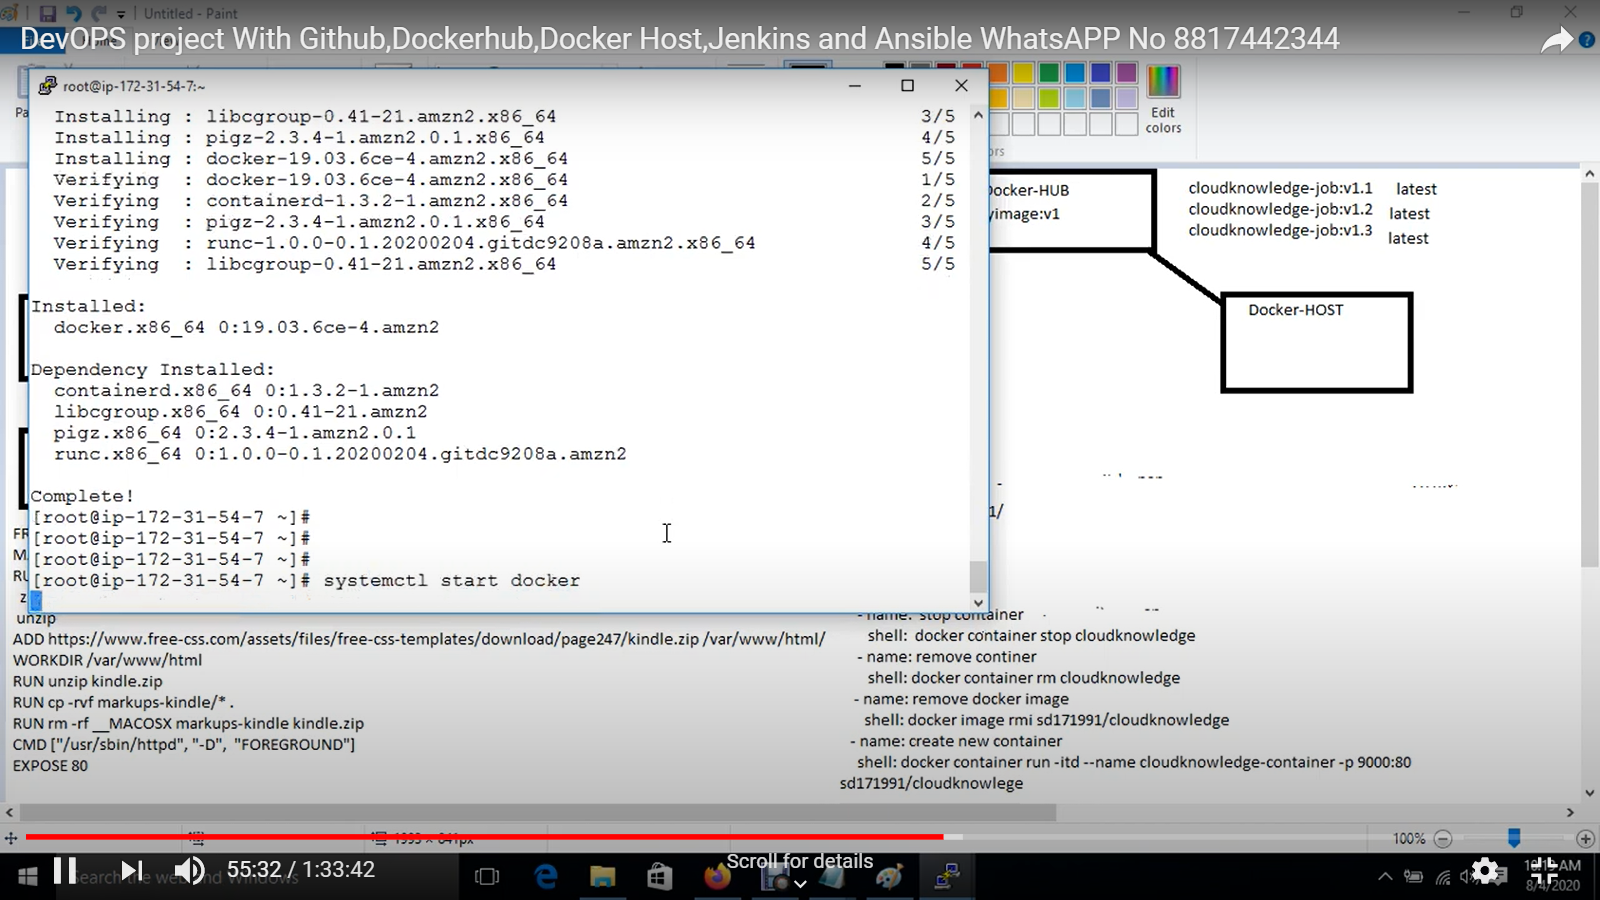 Untitled - Paint
DevOPS project With Github,Dockerhub,Docker Host,Jenkins and Ansible WhatsAPP No 8817442344
root@ip-172-31-54-7:~
Installing : libcgroup-0.41-21.amzn2.x86_64 3/5
Installing : pigz-2.3.4-1.amzn2.0.1.x86_64 4/5
Installing : docker-19.03.6ce-4.amzn2.x86_64 5/5
Verifying : docker-19.03.6ce-4.amzn2.x86_64 1/5
Verifying : containerd-1.3.2-1.amzn2.x86_64 2/5
Verifying : pigz-2.3.4-1.amzn2.0.1.x86_64 3/5
Verifying : runc-1.0.0-0.1.20200204.gitdc9208a.amzn2.x86_64 4/5
Verifying : libcgroup-0.41-21.amzn2.x86_64 5/5
Installed:
docker.x86_64 0:19.03.6ce-4.amzn2
Dependency Installed:
containerd.x86_64 0:1.3.2-1.amzn2
libcgroup.x86_64 0:0.41-21.amzn2
pigz.x86_64 0:2.3.4-1.amzn2.0.1
runc.x86_64 0:1.0.0-0.1.20200204.gitdc9208a.amzn2
Complete!
[root@ip-172-31-54-7 ~]#
[root@ip-172-31-54-7 ~]#
[root@ip-172-31-54-7 ~]#
[root@ip-172-31-54-7 ~]# systemctl start docker
Edit
colors
Docker-HUB
yimage:v1
cloudknowledge-job:v1.1 latest
cloudknowledge-job:v1.2 latest
cloudknowledge-job:v1.3 latest
Docker-HOST
1/
unzip
ADD https://www.free-css.com/assets/files/free-css-templates/download/page247/kindle.zip /var/www/html/
WORKDIR /var/www/html
RUN unzip kindle.zip
RUN cp -rvf markups-kindle/* .
RUN rm -rf __MACOSX markups-kindle kindle.zip
CMD ["/usr/sbin/httpd", "-D", "FOREGROUND"]
EXPOSE 80
- name: stop container
shell: docker container stop cloudknowledge
- name: remove continer
shell: docker container rm cloudknowledge
- name: remove docker image
shell: docker image rmi sd171991/cloudknowledge
- name: create new container
shell: docker container run -itd --name cloudknowledge-container -p 9000:80
sd171991/cloudknowlege
100%
55:32 / 1:33:42
Scroll for details
Search the web and Windows
8/4/2020